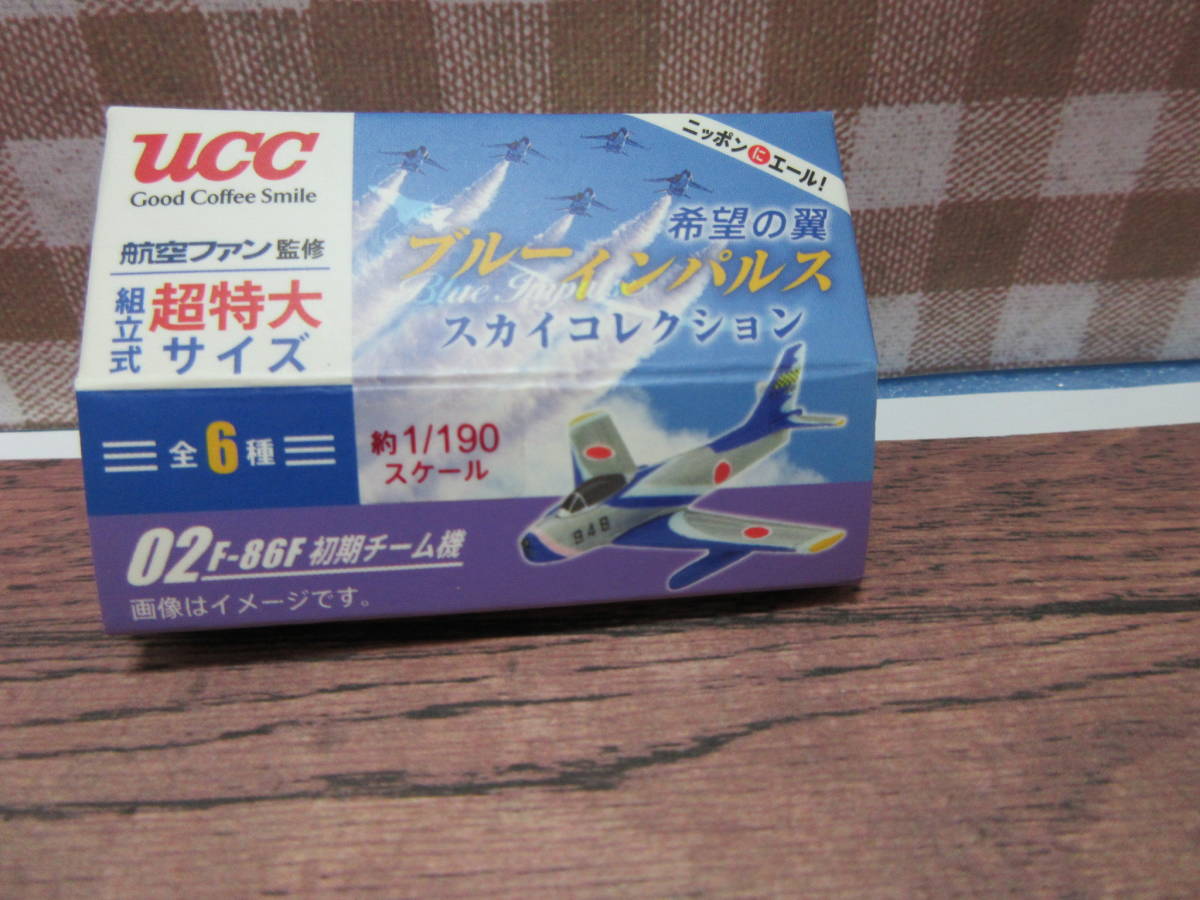 UCC
Good Coffee Smile
航空ファン監修
組立式
超特大
サイズ
ニッポンにエール!
希望の翼
ブルーインパルス
Blue Impulse
スカイコレクション
全6種
約1/190
スケール
948
02 F-86F 初期チーム機
画像はイメージです。